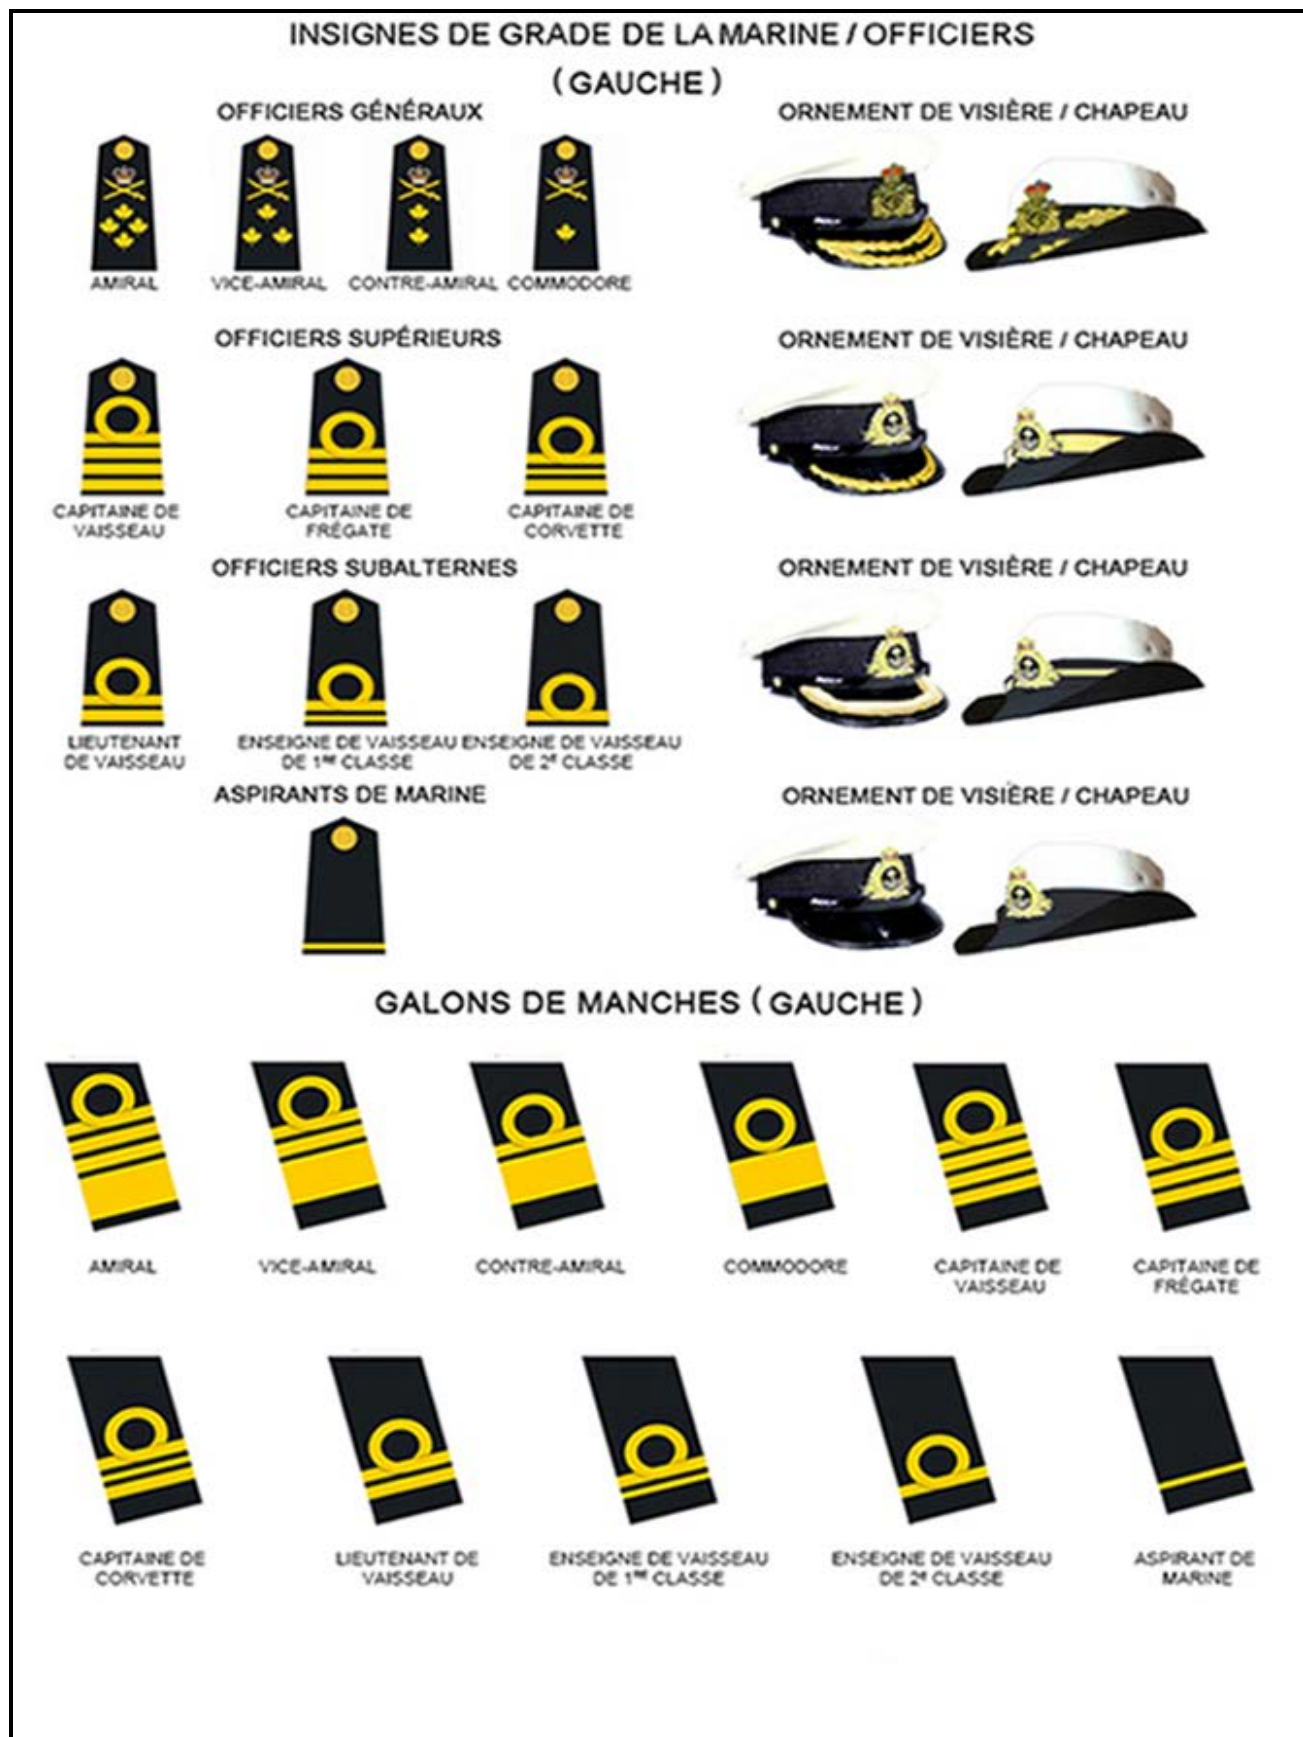 INSIGNES DE GRADE DE LA MARINE / OFFICIERS
(GAUCHE)
OFFICIERS GÉNÉRAUX
ORNEMENT DE VISIÈRE / CHAPEAU
AMIRAL
VICE-AMIRAL
CONTRE-AMIRAL
COMMODORE
OFFICIERS SUPÉRIEURS
ORNEMENT DE VISIÈRE / CHAPEAU
CAPITAINE DE
VAISSEAU
CAPITAINE DE
FRÉGATE
CAPITAINE DE
CORVETTE
OFFICIERS SUBALTERNES
ORNEMENT DE VISIÈRE / CHAPEAU
LIEUTENANT
DE VAISSEAU
ENSEIGNE DE VAISSEAU
DE 1re CLASSE
ENSEIGNE DE VAISSEAU
DE 2e CLASSE
ASPIRANTS DE MARINE
ORNEMENT DE VISIÈRE / CHAPEAU
GALONS DE MANCHES (GAUCHE)
AMIRAL
VICE-AMIRAL
CONTRE-AMIRAL
COMMODORE
CAPITAINE DE
VAISSEAU
CAPITAINE DE
FRÉGATE
CAPITAINE DE
CORVETTE
LIEUTENANT DE
VAISSEAU
ENSEIGNE DE VAISSEAU
DE 1re CLASSE
ENSEIGNE DE VAISSEAU
DE 2e CLASSE
ASPIRANT DE
MARINE